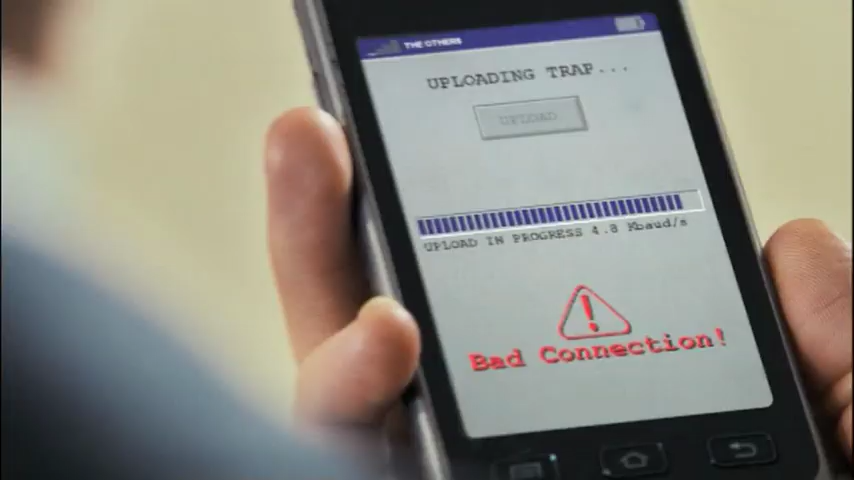 THE OTHERS
UPLOADING TRAP...
UPLOAD
UPLOAD IN PROGRESS 4.8 Kbaud/s
!
Bad Connection!